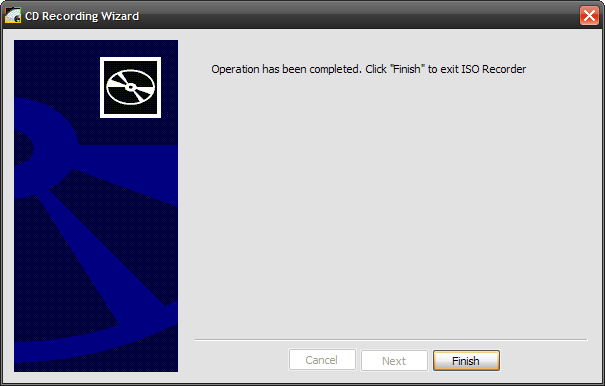 CD Recording Wizard
Operation has been completed. Click "Finish" to exit ISO Recorder
Cancel
Next
Finish